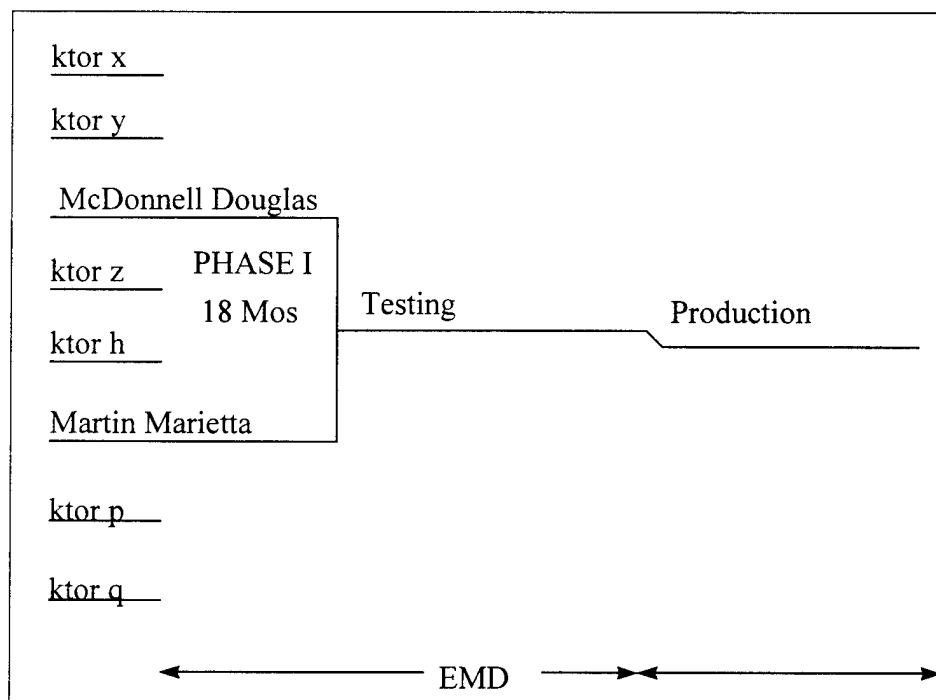 ktor x
ktor y
McDonnell Douglas
ktor z
PHASE I
18 Mos
Testing
Production
ktor h
Martin Marietta
ktor p
ktor q
EMD